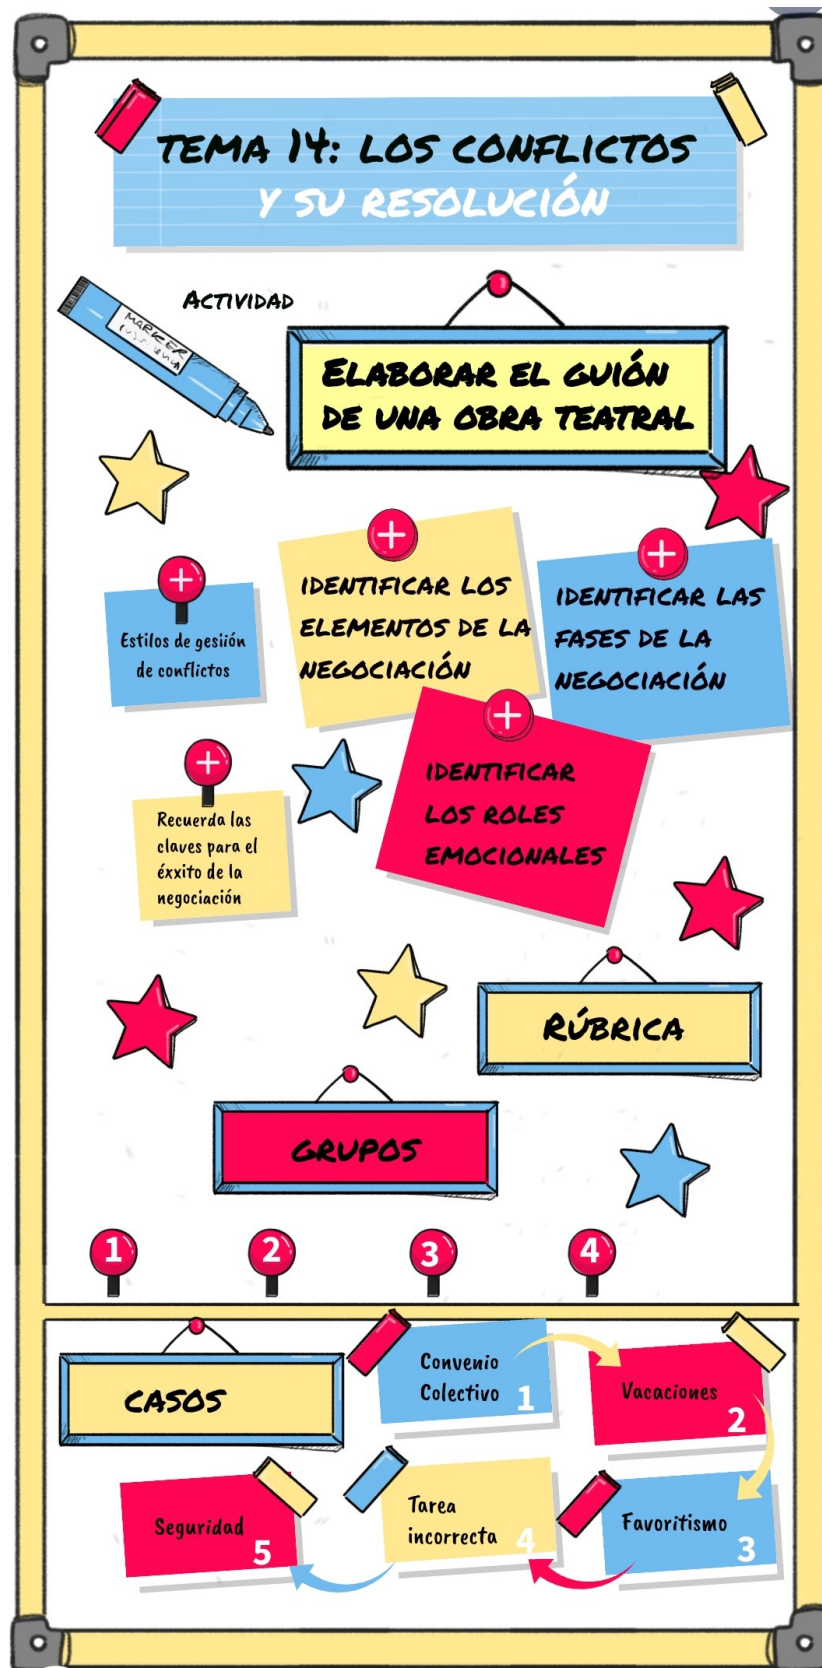 TEMA 14: LOS CONFLICTOS
Y SU RESOLUCIÓN
ACTIVIDAD
MARKER
ELABORAR EL GUIÓN
DE UNA OBRA TEATRAL
IDENTIFICAR LOS
ELEMENTOS DE LA
NEGOCIACIÓN
IDENTIFICAR LAS
FASES DE LA
NEGOCIACIÓN
Estilos de gesiión
de conflictos
IDENTIFICAR
LOS ROLES
EMOCIONALES
Recuerda las
claves para el
éxxito de la
negociación
RÚBRICA
GRUPOS
1
2
3
4
CASOS
Convenio
Colectivo 1
Vacaciones
2
Favoritismo
3
Tarea
incorrecta 4
Seguridad
5